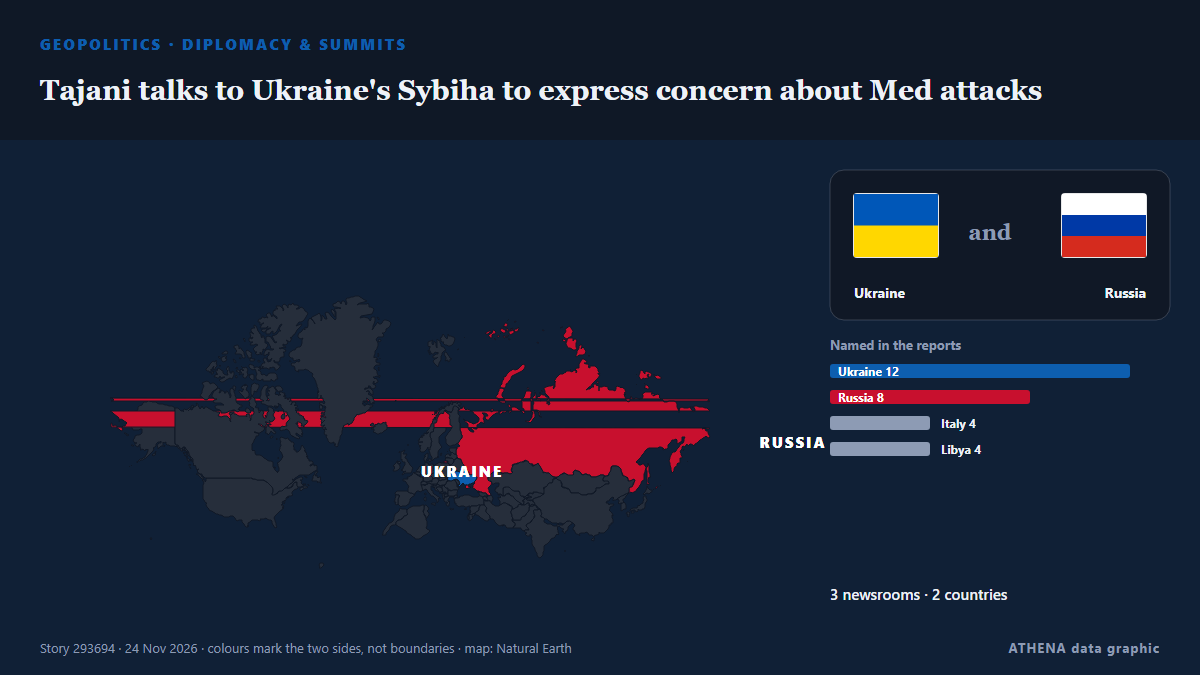 GEOPOLITICS · DIPLOMACY & SUMMITS
Tajani talks to Ukraine's Sybiha to express concern about Med attacks
and
Ukraine
Russia
Named in the reports
Ukraine 12
Russia 8
Italy 4
Libya 4
RUSSIA
UKRAINE
3 newsrooms · 2 countries
Story 293694 · 24 Nov 2026 · colours mark the two sides, not boundaries · map: Natural Earth
ATHENA data graphic